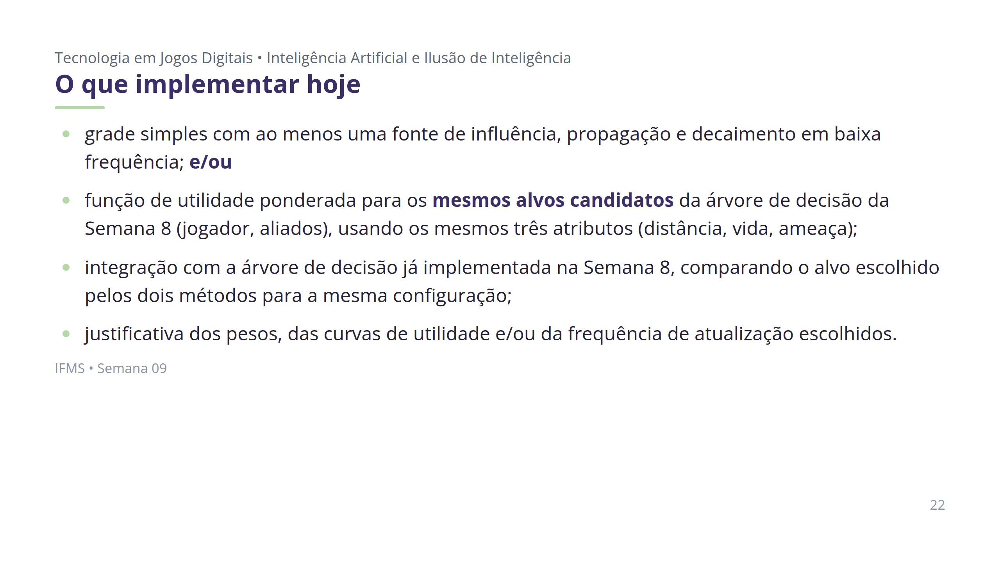 Tecnologia em Jogos Digitais • Inteligência Artificial e Ilusão de Inteligência
O que implementar hoje
• grade simples com ao menos uma fonte de influência, propagação e decaimento em baixa
frequência; e/ou
• função de utilidade ponderada para os mesmos alvos candidatos da árvore de decisão da
Semana 8 (jogador, aliados), usando os mesmos três atributos (distância, vida, ameaça);
• integração com a árvore de decisão já implementada na Semana 8, comparando o alvo escolhido
pelos dois métodos para a mesma configuração;
• justificativa dos pesos, das curvas de utilidade e/ou da frequência de atualização escolhidos.
IFMS • Semana 09
22